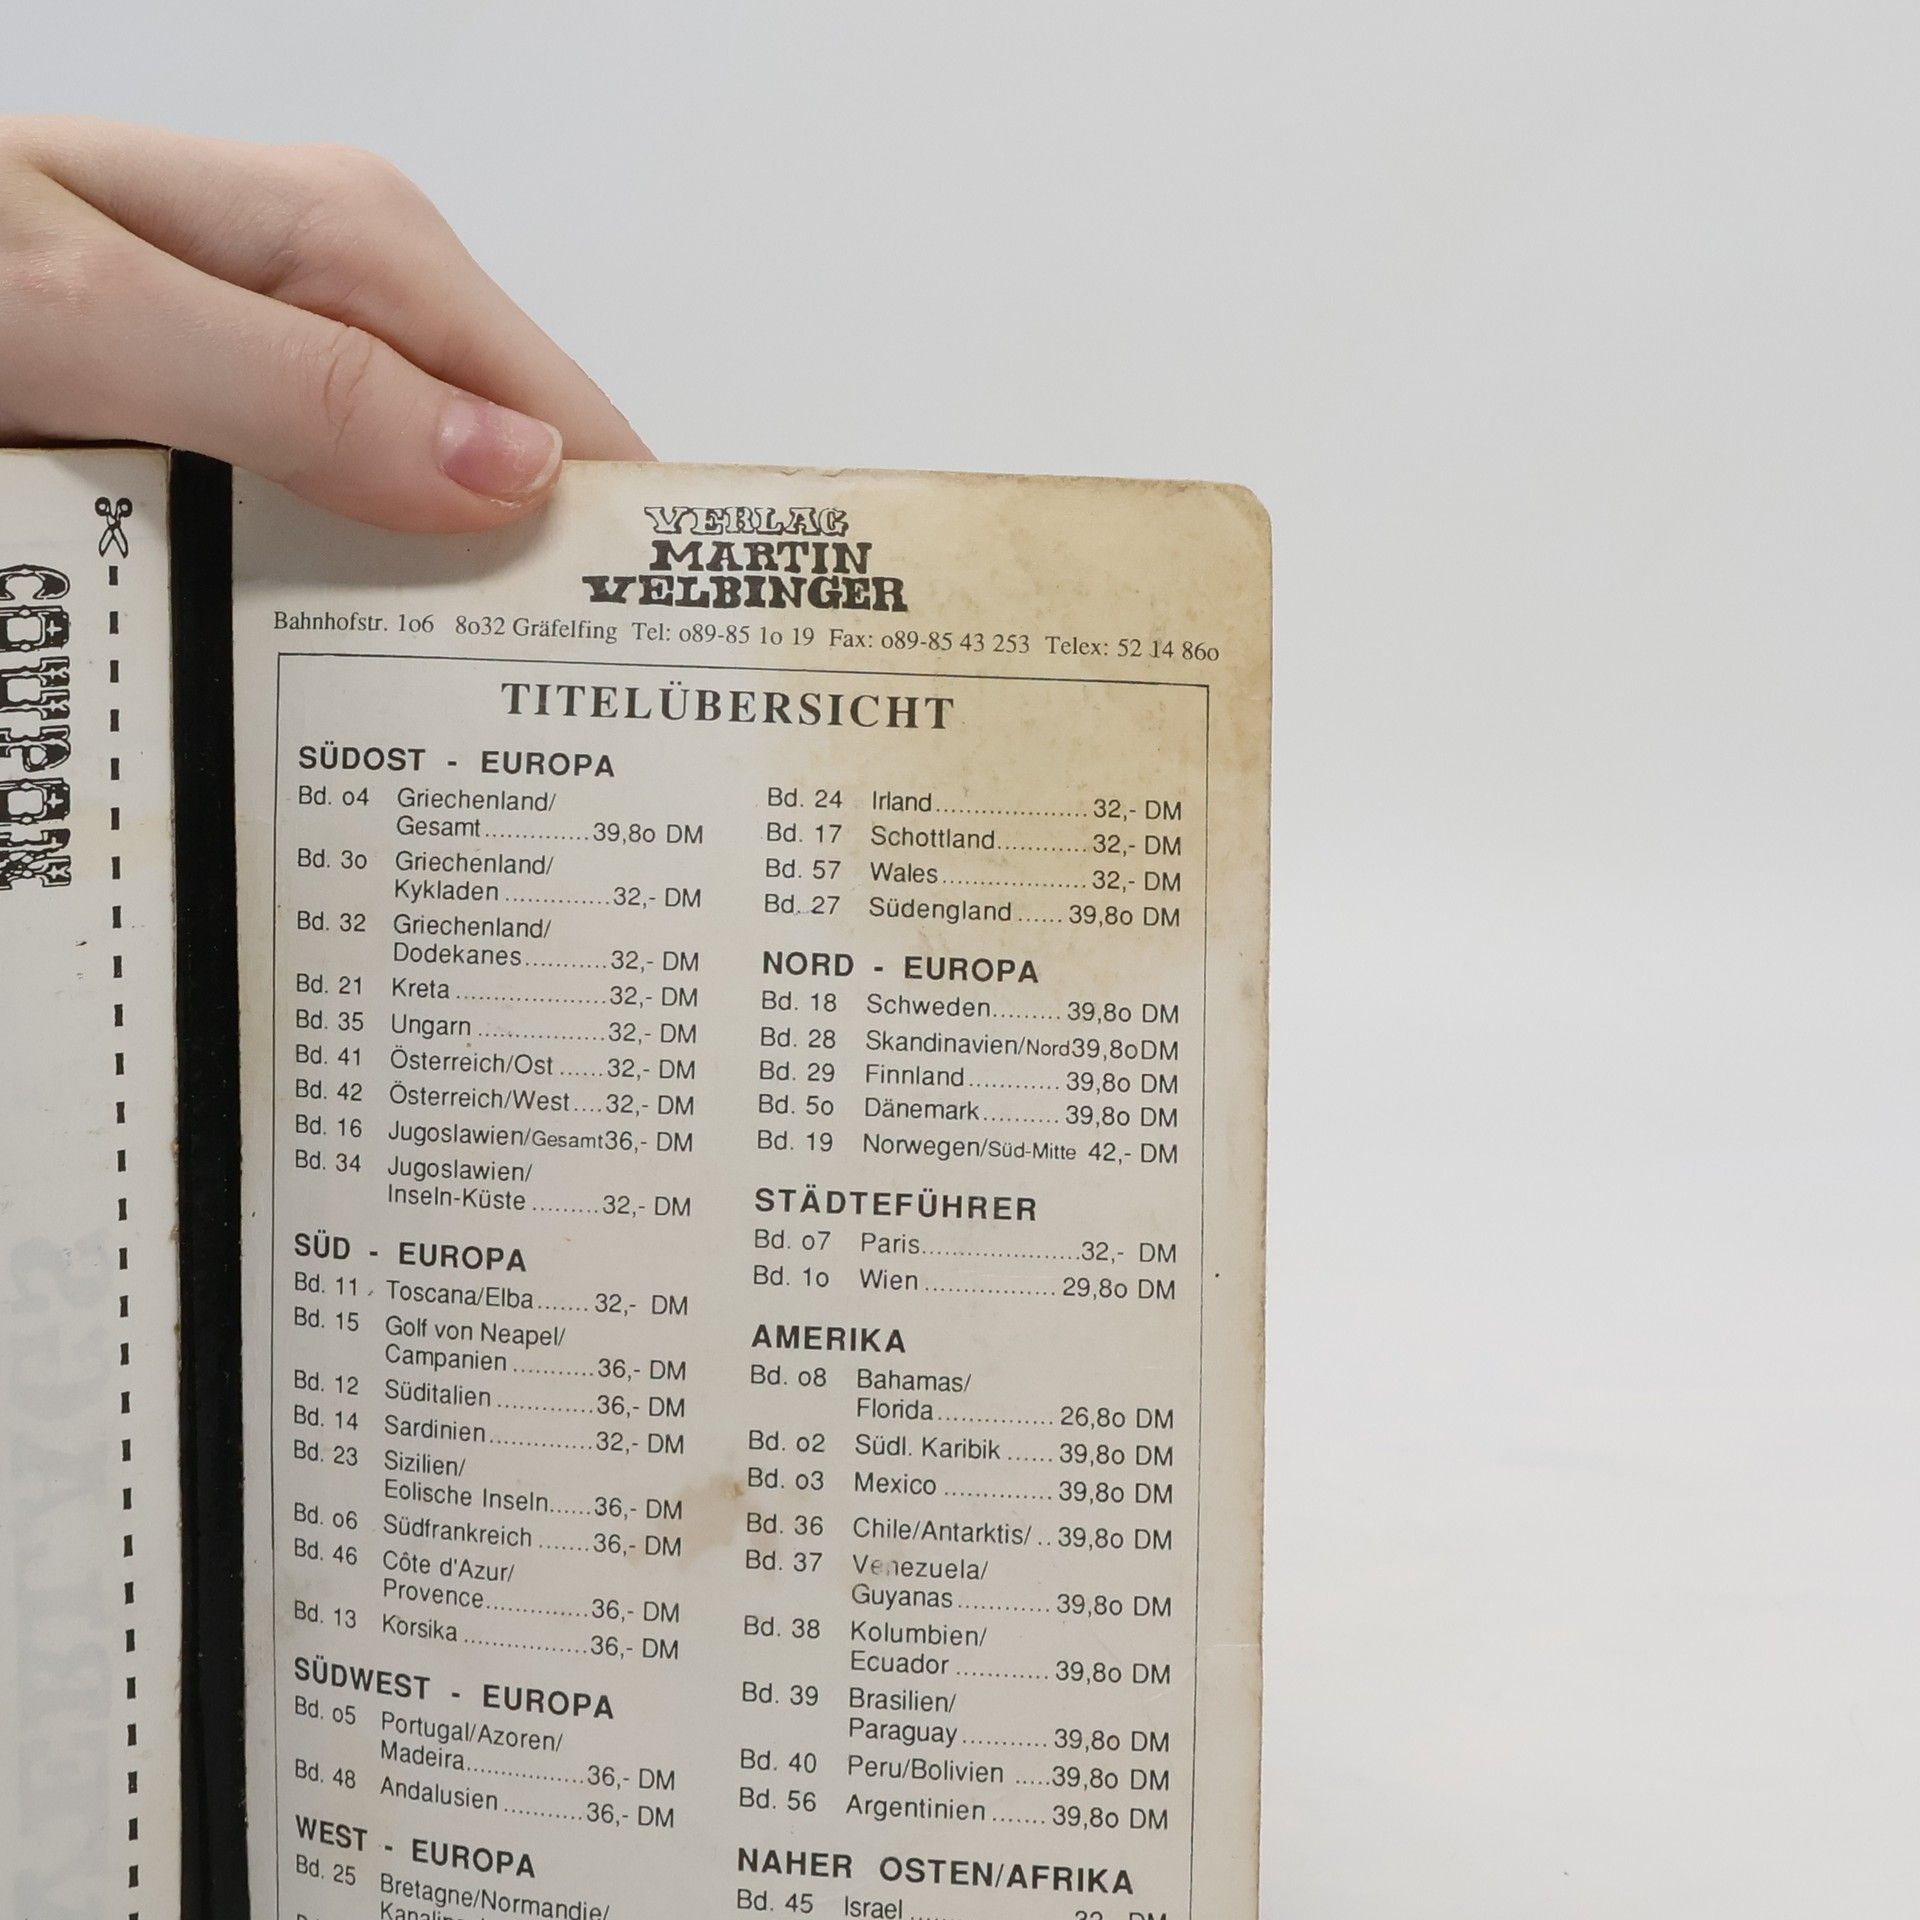 COUPON
VERLAG
MARTIN
VELBINGER
Bahnhofstr. 1o6 8o32 Gräfelfing Tel: o89-85 1o 19 Fax: o89-85 43 253 Telex: 52 14 86o
TITELÜBERSICHT
SÜDOST - EUROPA
Bd. o4 Griechenland/
Gesamt..............39,8o DM
Bd. 3o Griechenland/
Kykladen ..............32,- DM
Bd. 32 Griechenland/
Dodekanes...........32,- DM
Bd. 21 Kreta ....................32,- DM
Bd. 35 Ungarn .................32,- DM
Bd. 41 Österreich/Ost ......32,- DM
Bd. 42 Österreich/West....32,- DM
Bd. 16 Jugoslawien/Gesamt36,- DM
Bd. 34 Jugoslawien/
Inseln-Küste .........32,- DM
SÜD - EUROPA
Bd. 11 Toscana/Elba.......32,- DM
Bd. 15 Golf von Neapel/
Campanien ...........36,- DM
Bd. 12 Süditalien .............36,- DM
Bd. 14 Sardinien..............32,- DM
Bd. 23 Sizilien/
Eolische Inseln......36,- DM
Bd. o6 Südfrankreich .......36,- DM
Bd. 46 Côte d'Azur/
Provence..............36,- DM
Bd. 13 Korsika .................36,- DM
SÜDWEST - EUROPA
Bd. o5 Portugal/Azoren/
Madeira................36,- DM
Bd. 48 Andalusien ...........36,- DM
WEST - EUROPA
Bd. 25 Bretagne/Normandie/
Bd. 24 Irland.....................32,- DM
Bd. 17 Schottland............32,- DM
Bd. 57 Wales....................32,- DM
Bd. 27 Südengland ......39,8o DM
NORD - EUROPA
Bd. 18 Schweden.........39,8o DM
Bd. 28 Skandinavien/Nord39,8oDM
Bd. 29 Finnland ............39,8o DM
Bd. 5o Dänemark..........39,8o DM
Bd. 19 Norwegen/Süd-Mitte 42,- DM
STÄDTEFÜHRER
Bd. o7 Paris......................32,- DM
Bd. 1o Wien ..................29,8o DM
AMERIKA
Bd. o8 Bahamas/
Florida................26,8o DM
Bd. o2 Südl. Karibik ......39,8o DM
Bd. o3 Mexico ...............39,8o DM
Bd. 36 Chile/Antarktis/ ..39,8o DM
Bd. 37 Venezuela/
Guyanas ............39,8o DM
Bd. 38 Kolumbien/
Ecuador .............39,8o DM
Bd. 39 Brasilien/
Paraguay ............39,8o DM
Bd. 40 Peru/Bolivien .....39,8o DM
Bd. 56 Argentinien .......39,8o DM
NAHER OSTEN/AFRIKA
Bd. 45 Israel